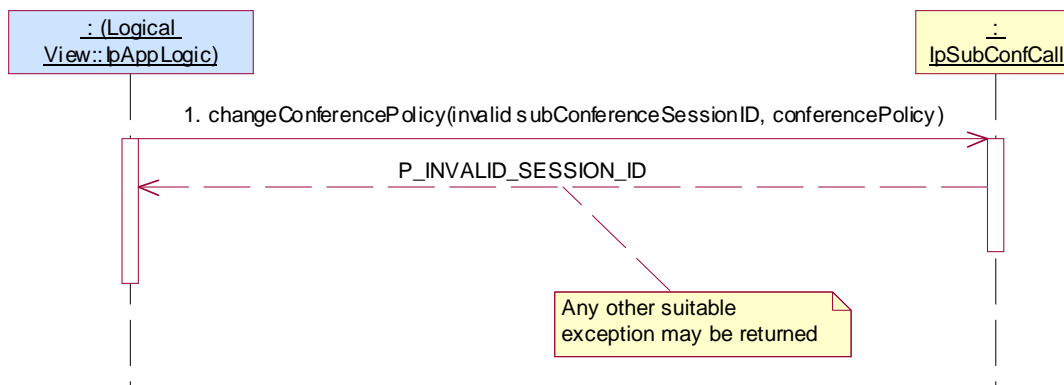 : (Logical
View::IpAppLogic)
:
IpSubConfCall
1. changeConferencePolicy(invalid subConferenceSessionID, conferencePolicy)
P_INVALID_SESSION_ID
Any other suitable
exception may be returned